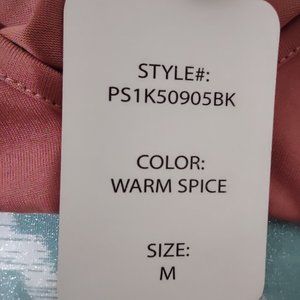 STYLE#:
PS1K50905BK
COLOR:
WARM SPICE
SIZE:
M